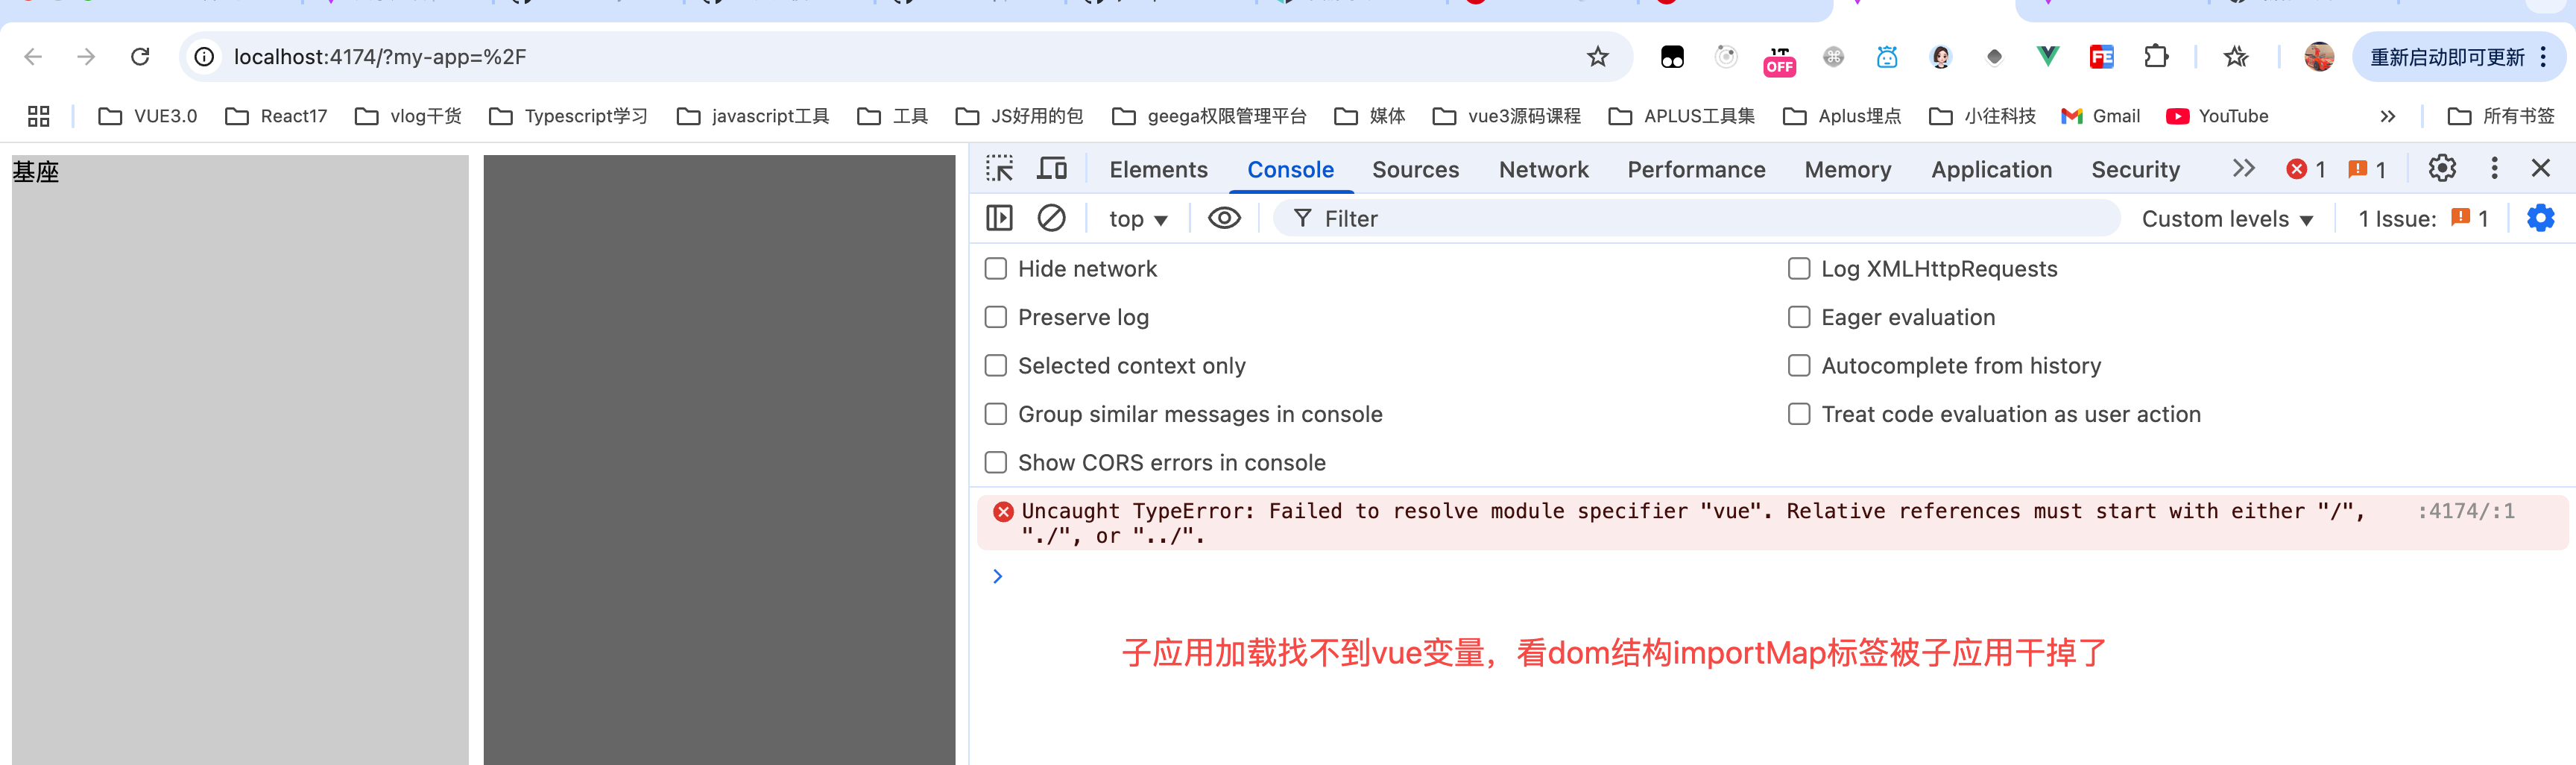 localhost:4174/?my-app=%2F
OFF
FE
重新启动即可更新
VUE3.0
React17
vlog干货
Typescript学习
javascript工具
工具
JS好用的包
geega权限管理平台
媒体
vue3源码课程
APLUS工具集
Aplus埋点
小往科技
Gmail
YouTube
所有书签
基座
Elements
Console
Sources
Network
Performance
Memory
Application
Security
1
1
top
Filter
Custom levels
1 Issue:
1
Hide network
Log XMLHttpRequests
Preserve log
Eager evaluation
Selected context only
Autocomplete from history
Group similar messages in console
Treat code evaluation as user action
Show CORS errors in console
Uncaught TypeError: Failed to resolve module specifier "vue". Relative references must start with either "/",
:4174/:1
"./", or "../".
子应用加载找不到vue变量，看dom结构importMap标签被子应用干掉了